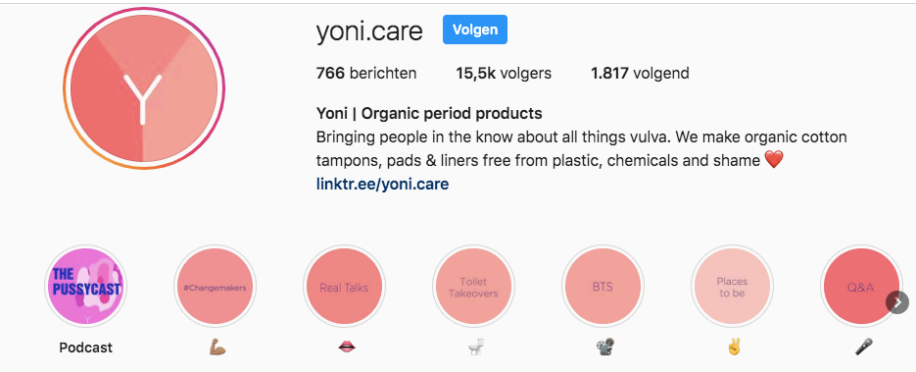 Y
yoni.care Volgen
766 berichten 15,5k volgers 1.817 volgend
Yoni | Organic period products
Bringing people in the know about all things vulva. We make organic cotton
tampons, pads & liners free from plastic, chemicals and shame ❤️
linktr.ee/yoni.care
THE
PUSSYCAST
Y
#Changemakers
Real Talks
Toilet
Takeovers
BTS
Places
to be
Q&A
Podcast 💪🏽 👄 🚽 📽️ ✌️ 🎤